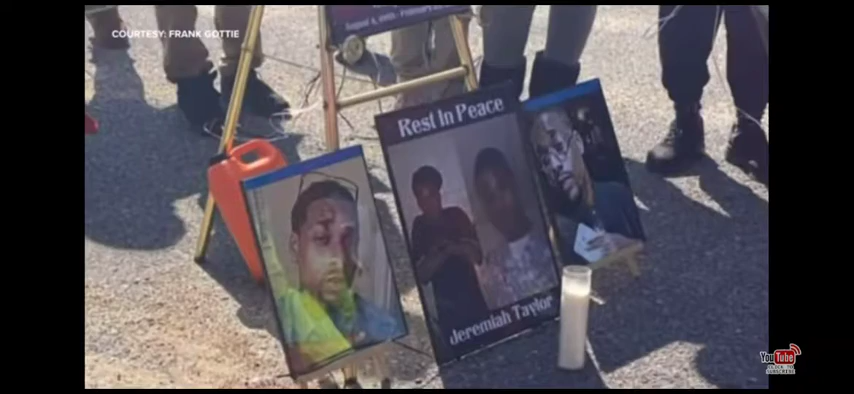 COURTESY: FRANK GOTTIE
Rest In Peace
Jeremiah Taylor
YouTube